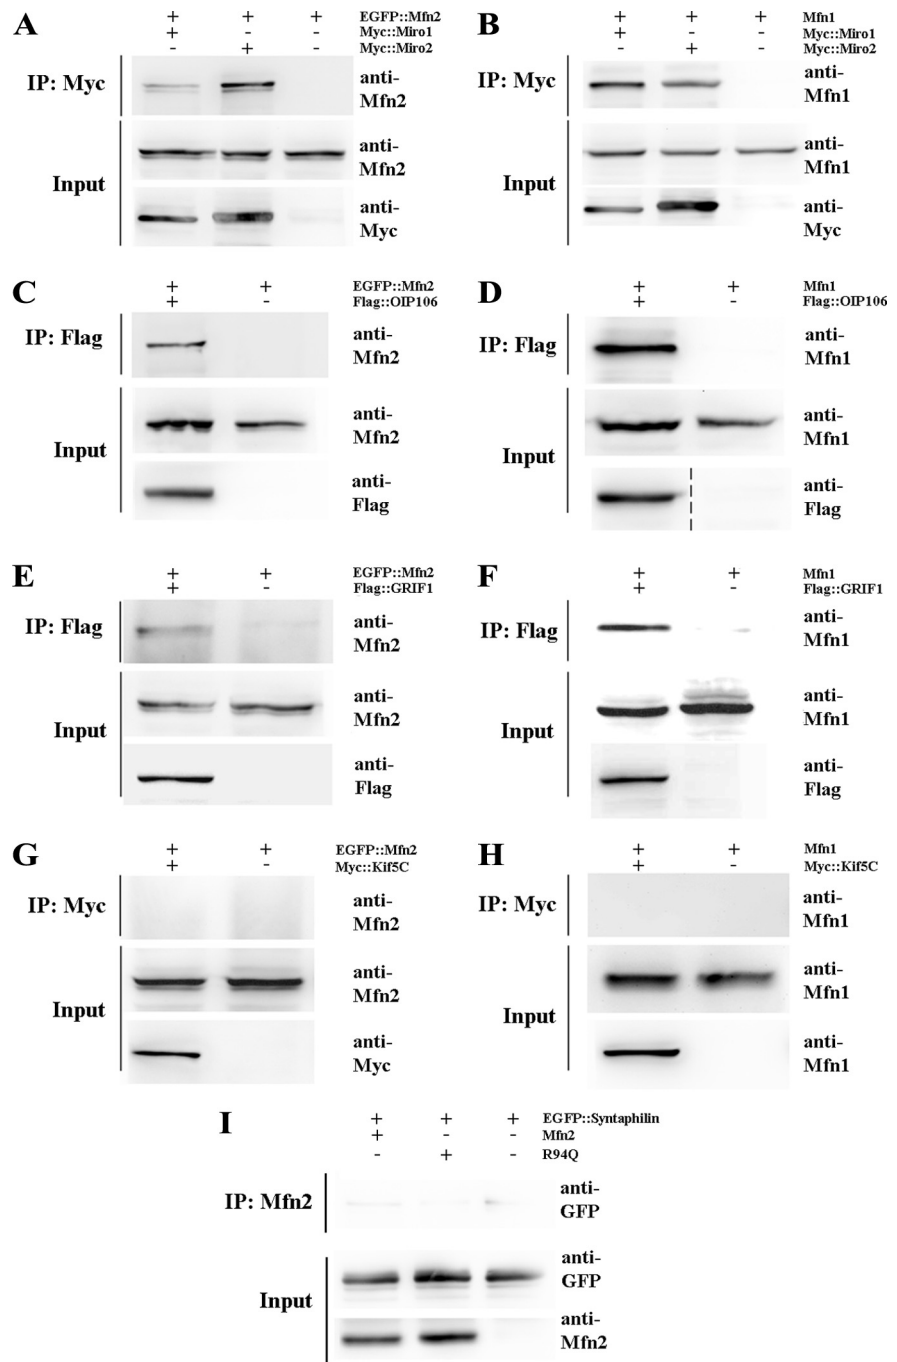 A
+ + + EGFP::Mfn2
+ - - Myc::Miro1
- + - Myc::Miro2
IP: Myc
anti-
Mfn2
Input
anti-
Mfn2
anti-
Myc
B
+ + + Mfn1
+ - - Myc::Miro1
- + - Myc::Miro2
IP: Myc
anti-
Mfn1
Input
anti-
Mfn1
anti-
Myc
C
+ + EGFP::Mfn2
+ - Flag::OIP106
IP: Flag
anti-
Mfn2
Input
anti-
Mfn2
anti-
Flag
D
+ + Mfn1
+ - Flag::OIP106
IP: Flag
anti-
Mfn1
Input
anti-
Mfn1
anti-
Flag
E
+ + EGFP::Mfn2
+ - Flag::GRIF1
IP: Flag
anti-
Mfn2
Input
anti-
Mfn2
anti-
Flag
F
+ + Mfn1
+ - Flag::GRIF1
IP: Flag
anti-
Mfn1
Input
anti-
Mfn1
anti-
Flag
G
+ + EGFP::Mfn2
+ - Myc::Kif5C
IP: Myc
anti-
Mfn2
Input
anti-
Mfn2
anti-
Myc
H
+ + Mfn1
+ - Myc::Kif5C
IP: Myc
anti-
Mfn1
Input
anti-
Mfn1
anti-
Mfn1
I
+ + + EGFP::Syntaphilin
+ - - Mfn2
- + - R94Q
IP: Mfn2
anti-
GFP
Input
anti-
GFP
anti-
Mfn2